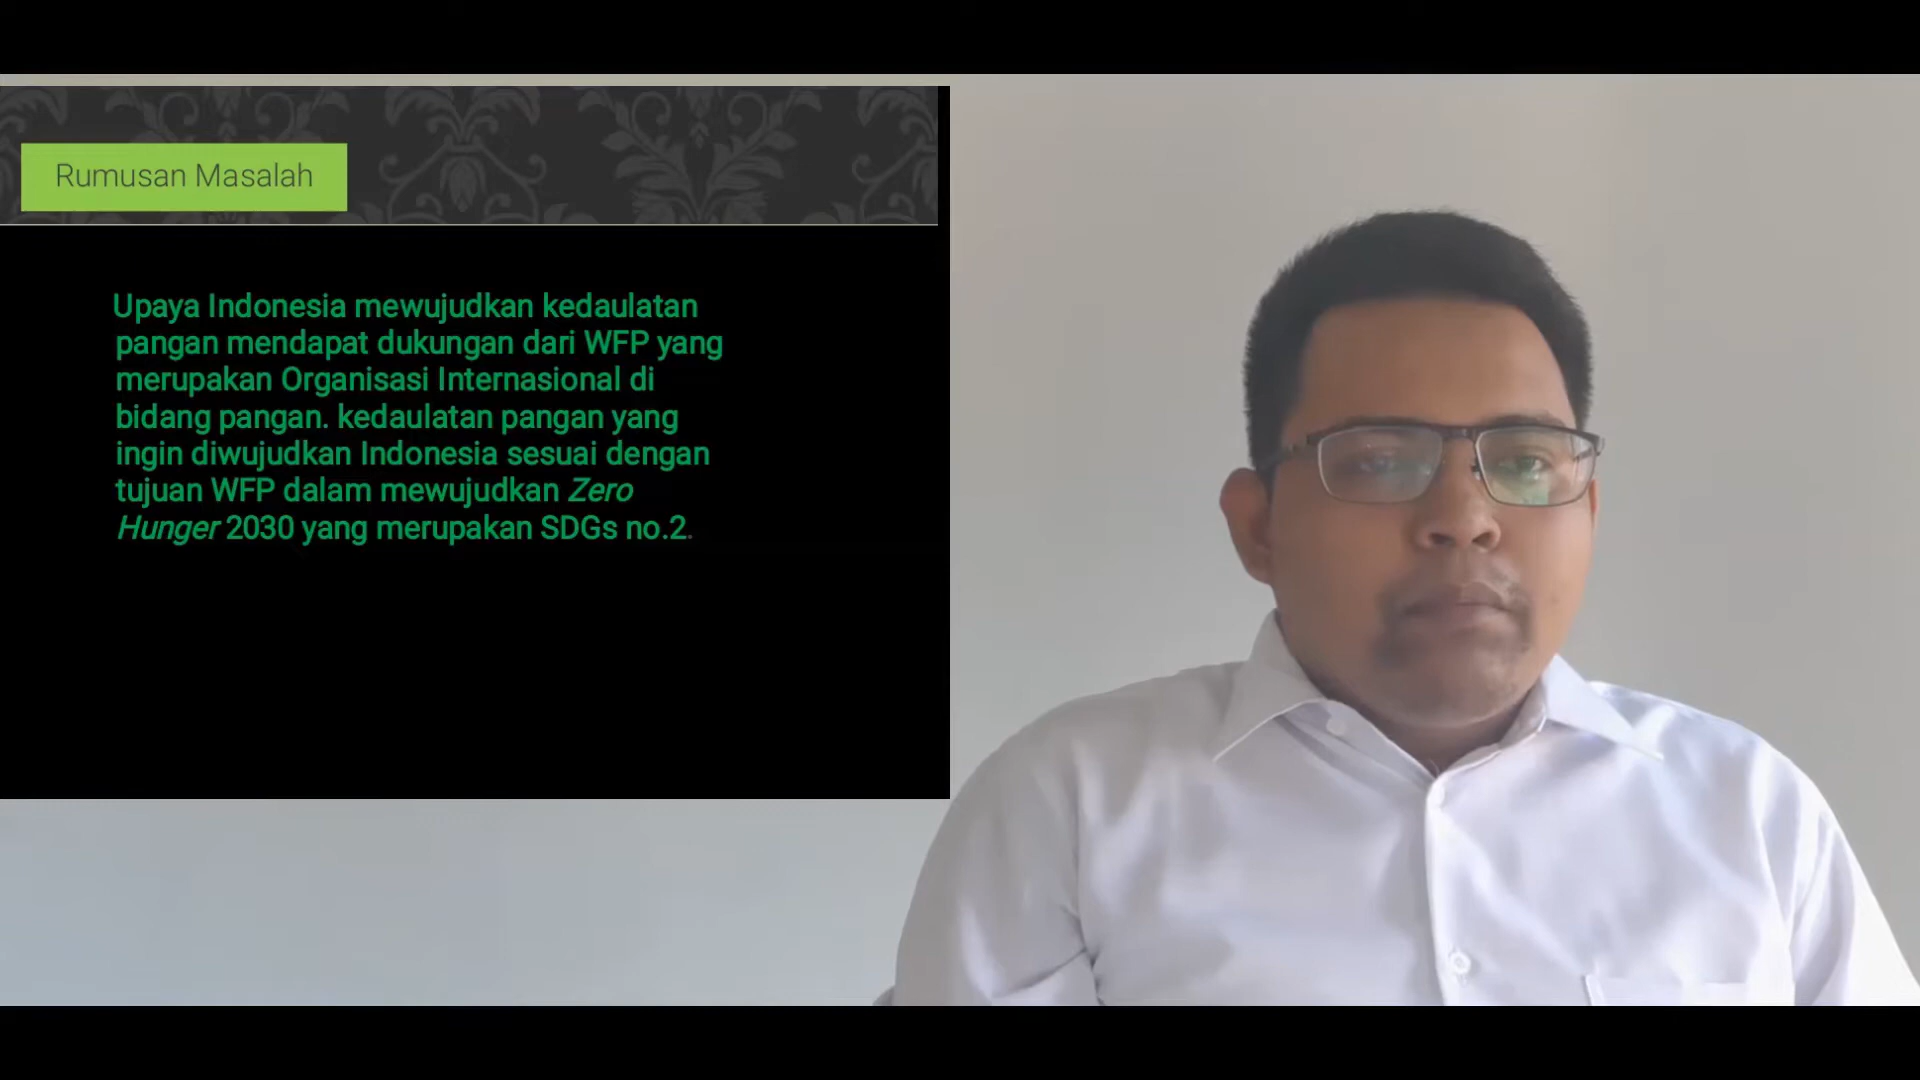 Rumusan Masalah
Upaya Indonesia mewujudkan kedaulatan
pangan mendapat dukungan dari WFP yang
merupakan Organisasi Internasional di
bidang pangan. kedaulatan pangan yang
ingin diwujudkan Indonesia sesuai dengan
tujuan WFP dalam mewujudkan Zero
Hunger 2030 yang merupakan SDGs no.2.